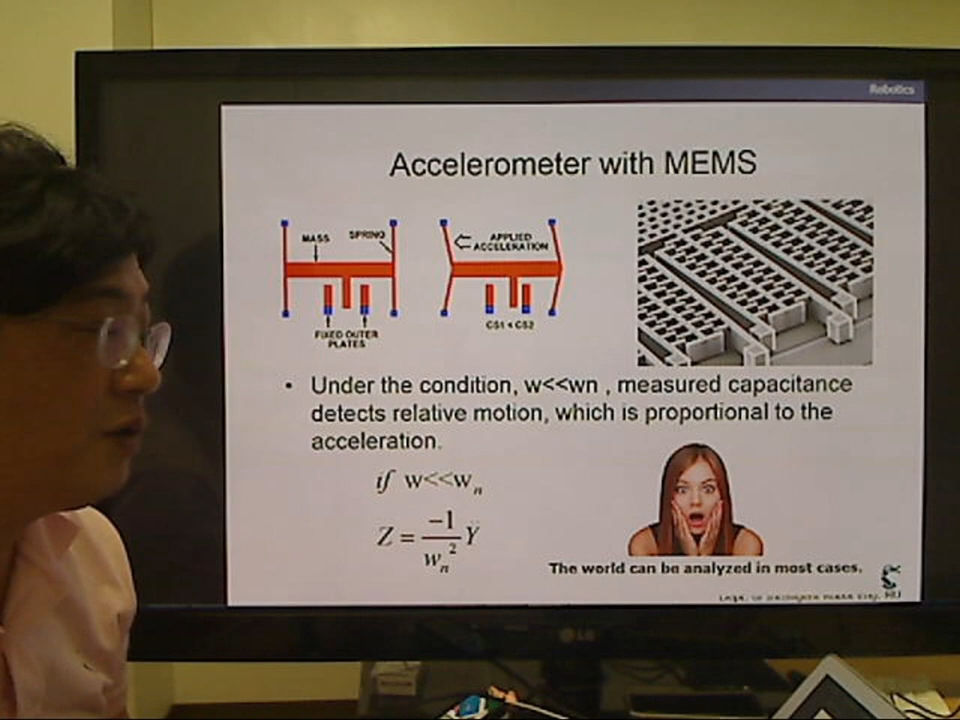 Robotics
Accelerometer with MEMS
MASS
SPRING
APPLIED
ACCELERATION
FIXED OUTER
PLATES
CS1 < CS2
• Under the condition, w<<wn , measured capacitance
detects relative motion, which is proportional to the
acceleration.
if w<<wₙ
Z = -1/wₙ² Ÿ
The world can be analyzed in most cases.
LG